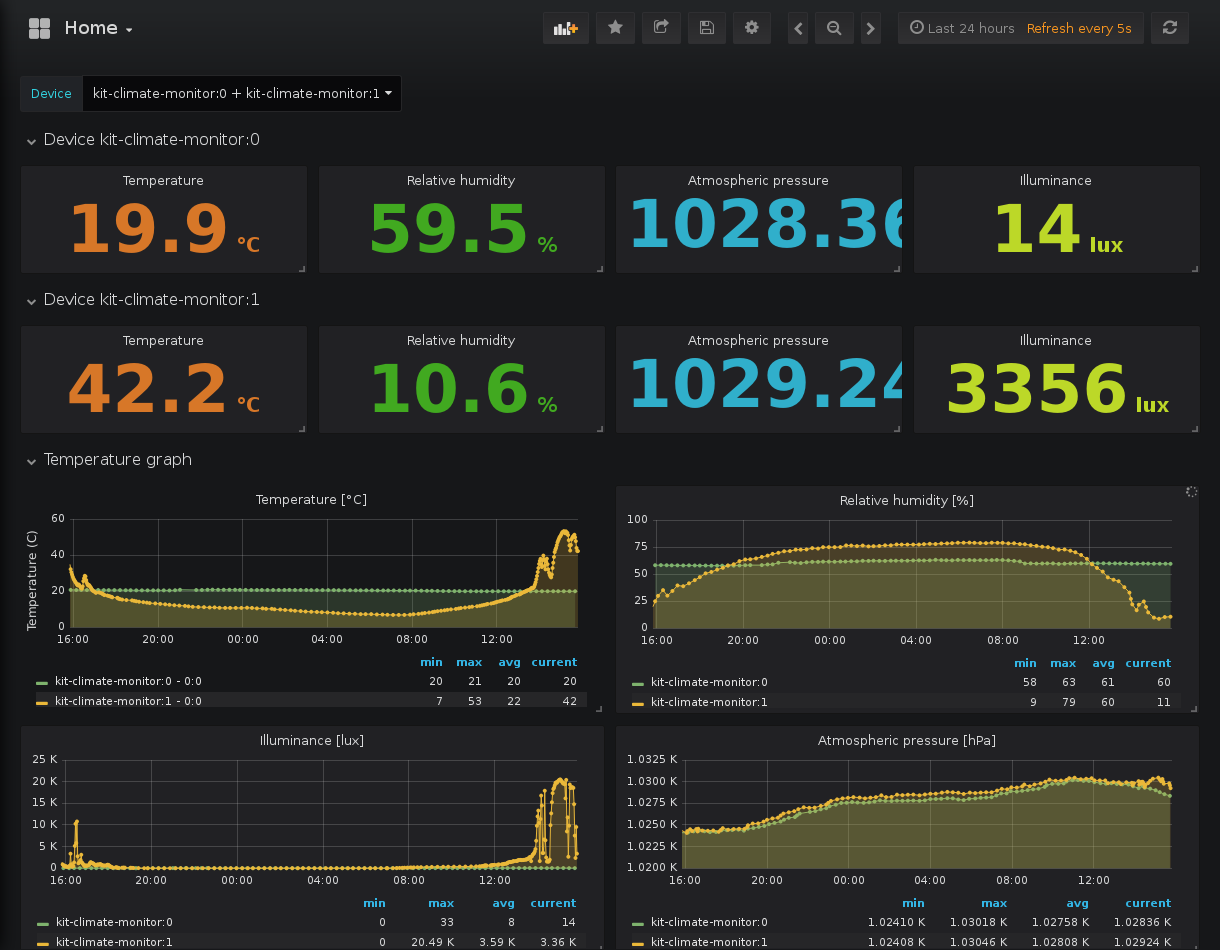 Home
Last 24 hours Refresh every 5s
Device kit-climate-monitor:0 + kit-climate-monitor:1
Device kit-climate-monitor:0
Temperature Relative humidity Atmospheric pressure Illuminance
19.9 °C 59.5 % 1028.36 14 lux
Device kit-climate-monitor:1
Temperature Relative humidity Atmospheric pressure Illuminance
42.2 °C 10.6 % 1029.24 3356 lux
Temperature graph
Temperature [°C]
Temperature (C)
60
40
20
0
16:00 20:00 00:00 04:00 08:00 12:00
min max avg current
kit-climate-monitor:0 - 0:0 20 21 20 20
kit-climate-monitor:1 - 0:0 7 53 22 42
Relative humidity [%]
100
75
50
25
0
16:00 20:00 00:00 04:00 08:00 12:00
min max avg current
kit-climate-monitor:0 58 63 61 60
kit-climate-monitor:1 9 79 60 11
Illuminance [lux]
25 K
20 K
15 K
10 K
5 K
0
16:00 20:00 00:00 04:00 08:00 12:00
min max avg current
kit-climate-monitor:0 0 33 8 14
kit-climate-monitor:1 0 20.49 K 3.59 K 3.36 K
Atmospheric pressure [hPa]
1.0325 K
1.0300 K
1.0275 K
1.0250 K
1.0225 K
1.0200 K
16:00 20:00 00:00 04:00 08:00 12:00
min max avg current
kit-climate-monitor:0 1.02410 K 1.03018 K 1.02758 K 1.02836 K
kit-climate-monitor:1 1.02408 K 1.03046 K 1.02808 K 1.02924 K